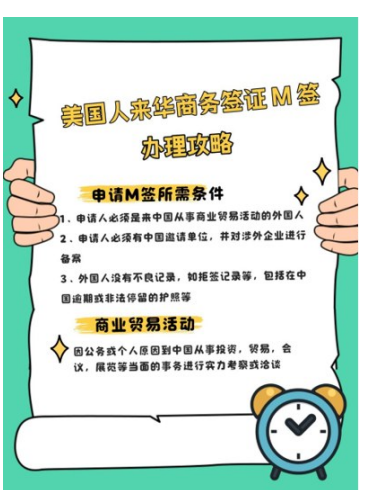 美国人来华商务签证M签
办理攻略
申请M签所需条件
1、申请人必须是来中国从事商业贸易活动的外国人
2、申请人必须有中国邀请单位，并对涉外企业进行
备案
3、外国人没有不良记录，如拒签记录等，包括在中
国逾期或非法停留的护照等
商业贸易活动
因公务或个人原因到中国从事投资，贸易，会
议，展览等当面的事务进行实力考察或洽谈